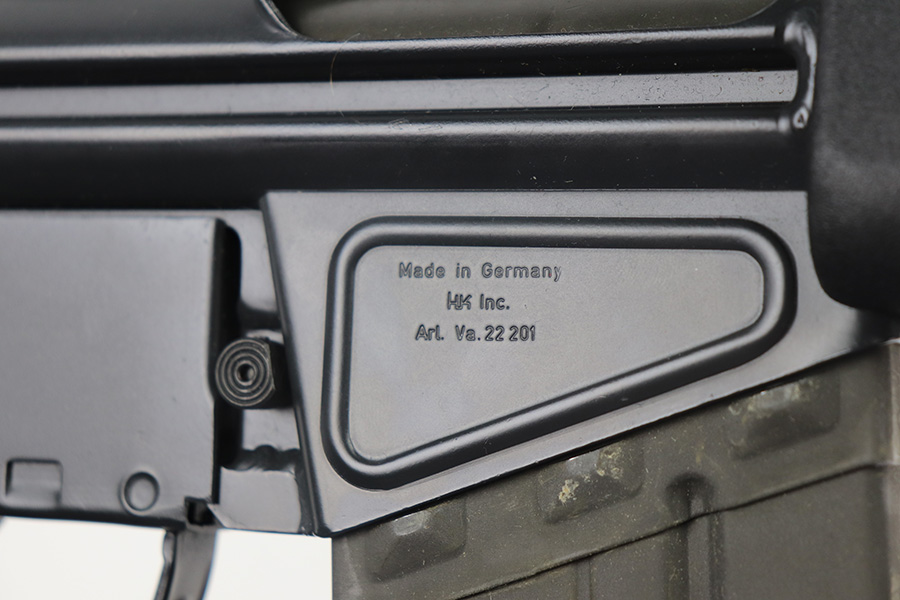 Made in Germany
HK Inc.
Arl. Va. 22 201